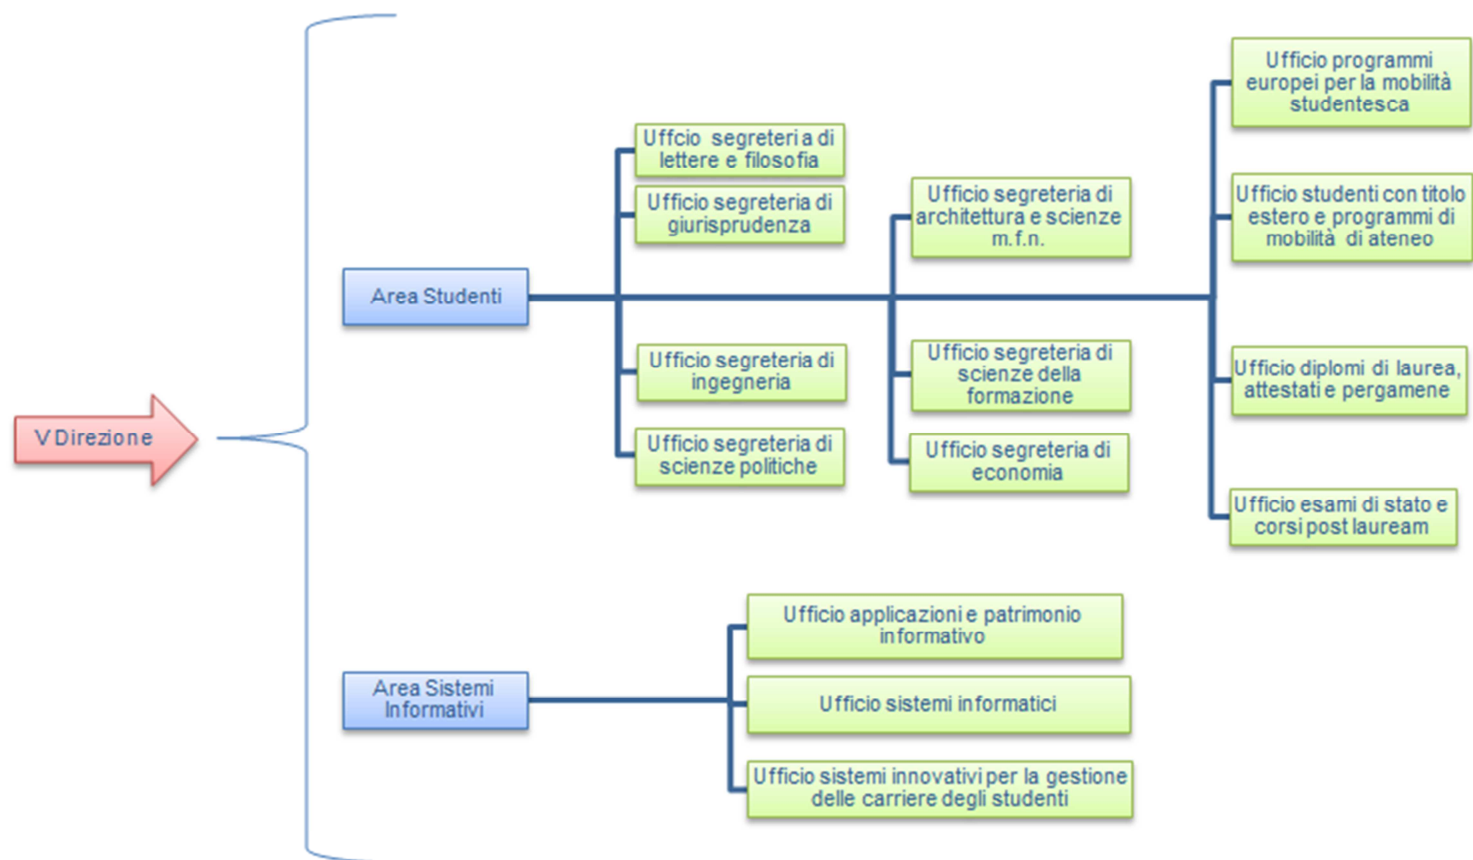 V Direzione
Area Studenti
Uffcio segreteria di
lettere e filosofia
Ufficio segreteria di
giurisprudenza
Ufficio segreteria di
ingegneria
Ufficio segreteria di
scienze politiche
Ufficio segreteria di
architettura e scienze
m.f.n.
Ufficio segreteria di
scienze della
formazione
Ufficio segreteria di
economia
Ufficio programmi
europei per la mobilità
studentesca
Ufficio studenti con titolo
estero e programmi di
mobilità di ateneo
Ufficio diplomi di laurea,
attestati e pergamene
Ufficio esami di stato e
corsi post lauream
Area Sistemi
Informativi
Ufficio applicazioni e patrimonio
informativo
Ufficio sistemi informatici
Ufficio sistemi innovativi per la gestione
delle carriere degli studenti